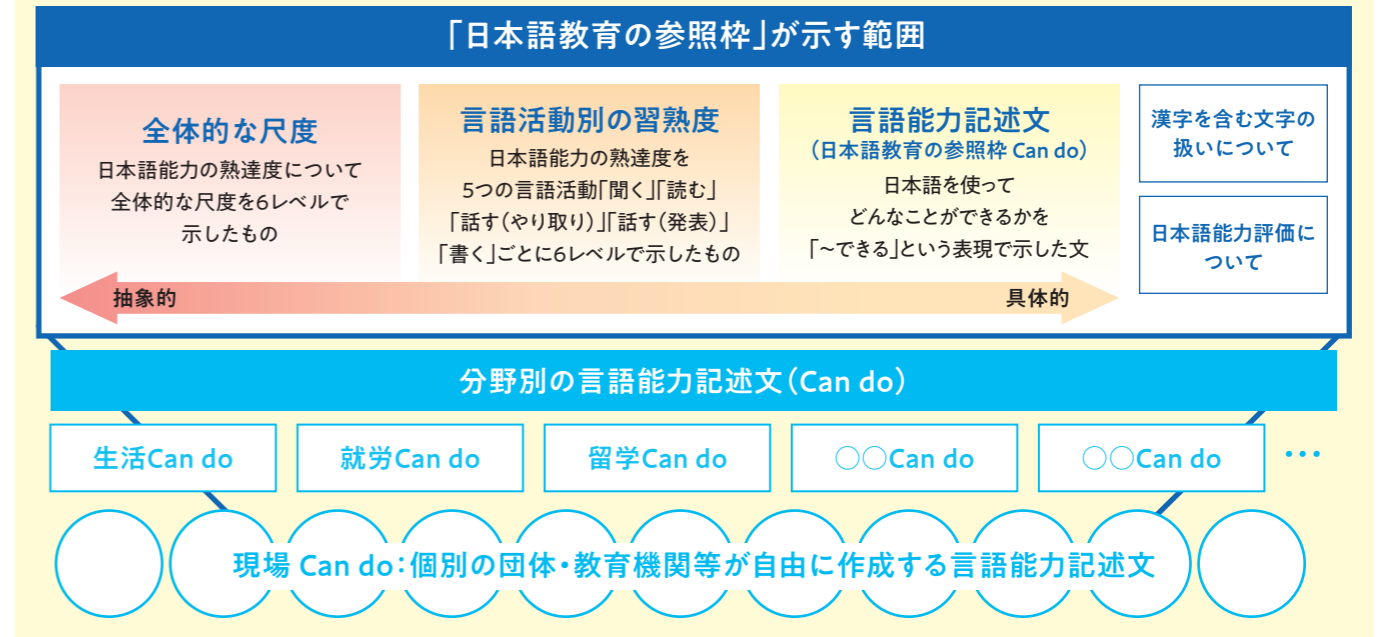 「日本語教育の参照枠」が示す範囲
全体的な尺度
日本語能力の熟達度について
全体的な尺度を6レベルで
示したもの
言語活動別の習熟度
日本語能力の熟達度を
5つの言語活動「聞く」「読む」
「話す(やり取り)」「話す(発表)」
「書く」ごとに6レベルで示したもの
言語能力記述文
(日本語教育の参照枠 Can do)
日本語を使って
どんなことができるかを
「~できる」という表現で示した文
抽象的
具体的
漢字を含む文字の
扱いについて
日本語能力評価に
ついて
分野別の言語能力記述文(Can do)
生活Can do
就労Can do
留学Can do
○○Can do
○○Can do
…
現場 Can do:個別の団体・教育機関等が自由に作成する言語能力記述文